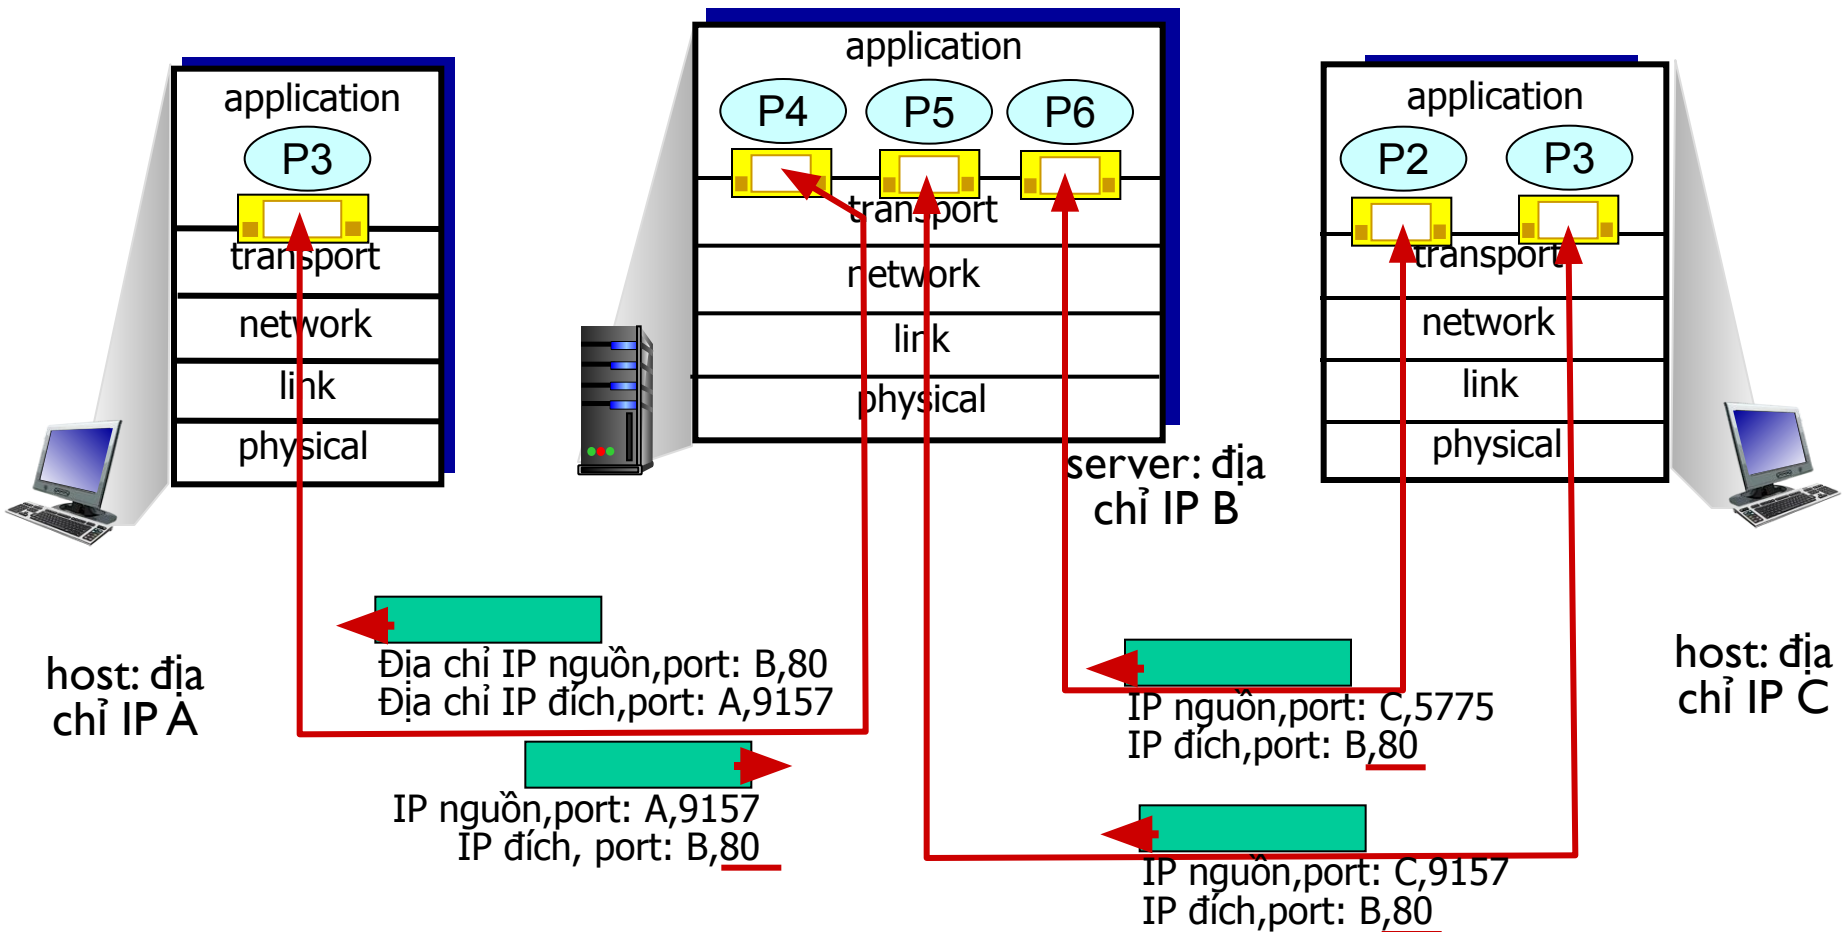 application
P3
transport
network
link
physical
host: địa
chỉ IP A
application
P4
P5
P6
transport
network
link
physical
server: địa
chỉ IP B
application
P2
P3
transport
network
link
physical
host: địa
chỉ IP C
Địa chỉ IP nguồn,port: B,80
Địa chỉ IP đích,port: A,9157
IP nguồn,port: A,9157
IP đích, port: B,80
IP nguồn,port: C,5775
IP đích,port: B,80
IP nguồn,port: C,9157
IP đích,port: B,80